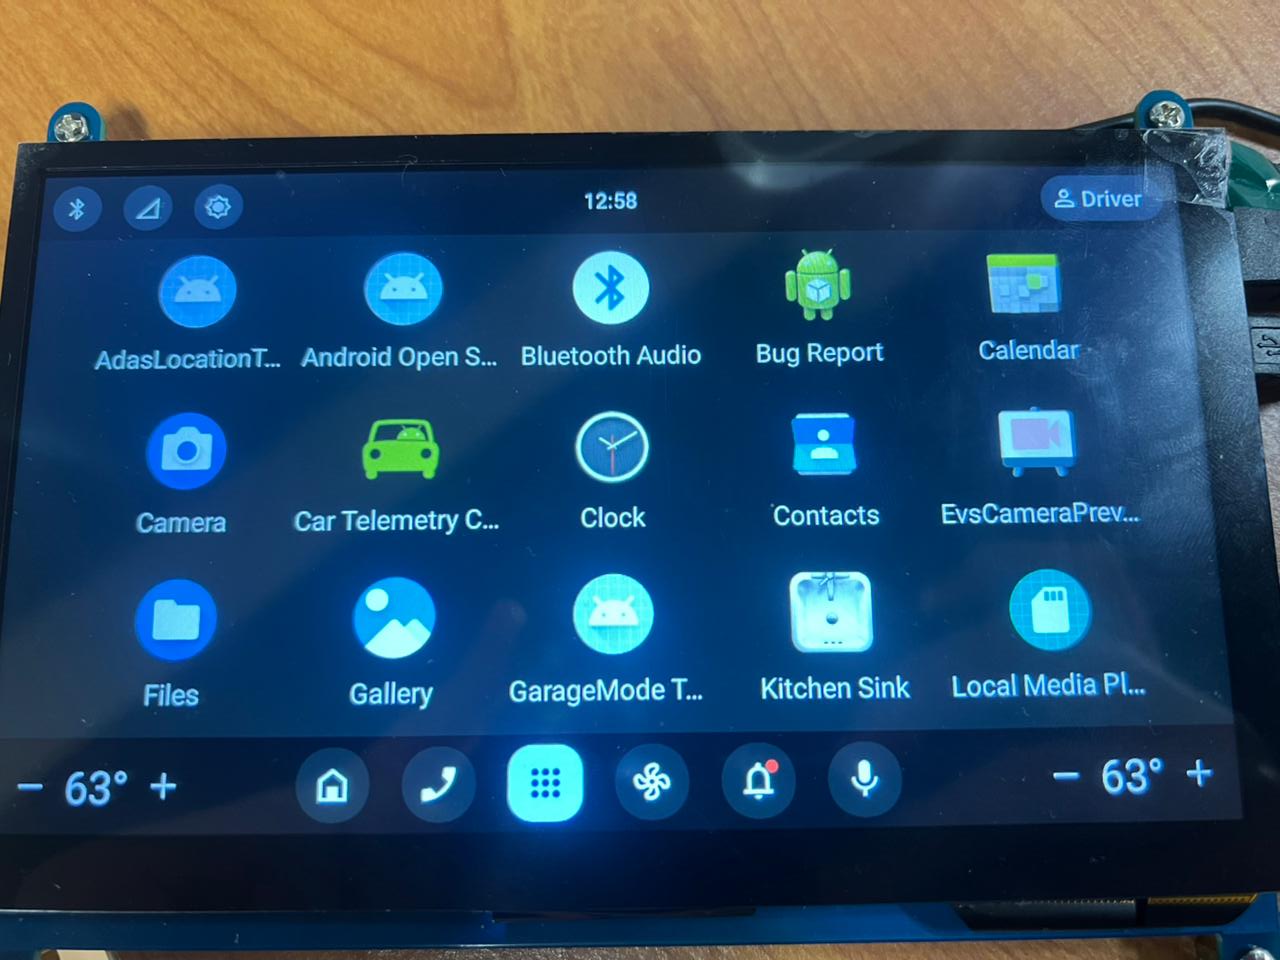 12:58
Driver
AdasLocationT...
Android Open S...
Bluetooth Audio
Bug Report
Calendar
Camera
Car Telemetry C...
Clock
Contacts
EvsCameraPrev...
Files
Gallery
GarageMode T...
Kitchen Sink
Local Media Pl...
− 63° +
− 63° +